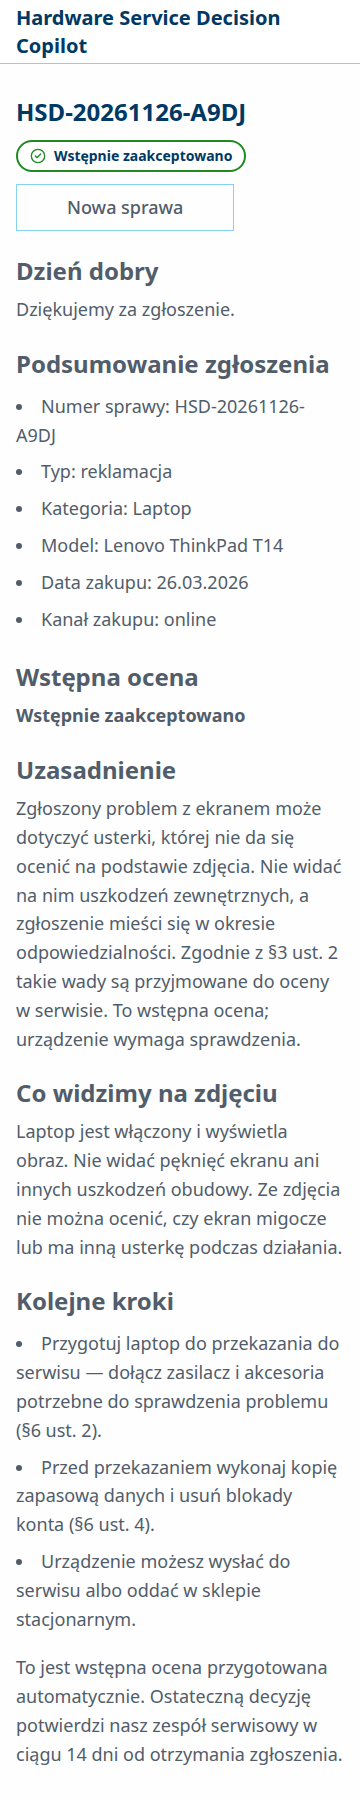 Hardware Service Decision
Copilot
HSD-20261126-A9DJ
Wstępnie zaakceptowano
Nowa sprawa
Dzień dobry
Dziękujemy za zgłoszenie.
Podsumowanie zgłoszenia
• Numer sprawy: HSD-20261126-
A9DJ
• Typ: reklamacja
• Kategoria: Laptop
• Model: Lenovo ThinkPad T14
• Data zakupu: 26.03.2026
• Kanał zakupu: online
Wstępna ocena
Wstępnie zaakceptowano
Uzasadnienie
Zgłoszony problem z ekranem może
dotyczyć usterki, której nie da się
ocenić na podstawie zdjęcia. Nie widać
na nim uszkodzeń zewnętrznych, a
zgłoszenie mieści się w okresie
odpowiedzialności. Zgodnie z §3 ust. 2
takie wady są przyjmowane do oceny
w serwisie. To wstępna ocena;
urządzenie wymaga sprawdzenia.
Co widzimy na zdjęciu
Laptop jest włączony i wyświetla
obraz. Nie widać pęknięć ekranu ani
innych uszkodzeń obudowy. Ze zdjęcia
nie można ocenić, czy ekran migocze
lub ma inną usterkę podczas działania.
Kolejne kroki
• Przygotuj laptop do przekazania do
serwisu — dołącz zasilacz i akcesoria
potrzebne do sprawdzenia problemu
(§6 ust. 2).
• Przed przekazaniem wykonaj kopię
zapasową danych i usuń blokady
konta (§6 ust. 4).
• Urządzenie możesz wysłać do
serwisu albo oddać w sklepie
stacjonarnym.
To jest wstępna ocena przygotowana
automatycznie. Ostateczną decyzję
potwierdzi nasz zespół serwisowy w
ciągu 14 dni od otrzymania zgłoszenia.